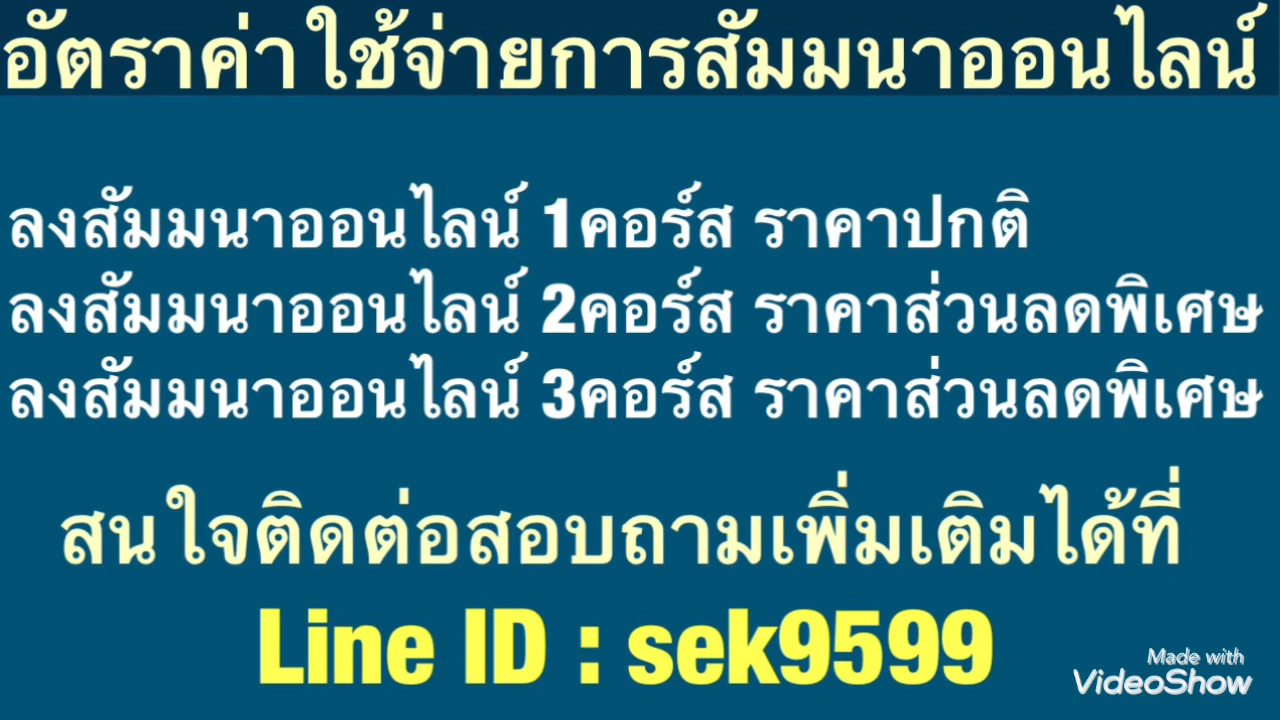 อัตราค่าใช้จ่ายการสัมมนาออนไลน์
ลงสัมมนาออนไลน์ 1คอร์ส ราคาปกติ
ลงสัมมนาออนไลน์ 2คอร์ส ราคาส่วนลดพิเศษ
ลงสัมมนาออนไลน์ 3คอร์ส ราคาส่วนลดพิเศษ
สนใจติดต่อสอบถามเพิ่มเติมได้ที่
Line ID : sek9599
Made with
VideoShow